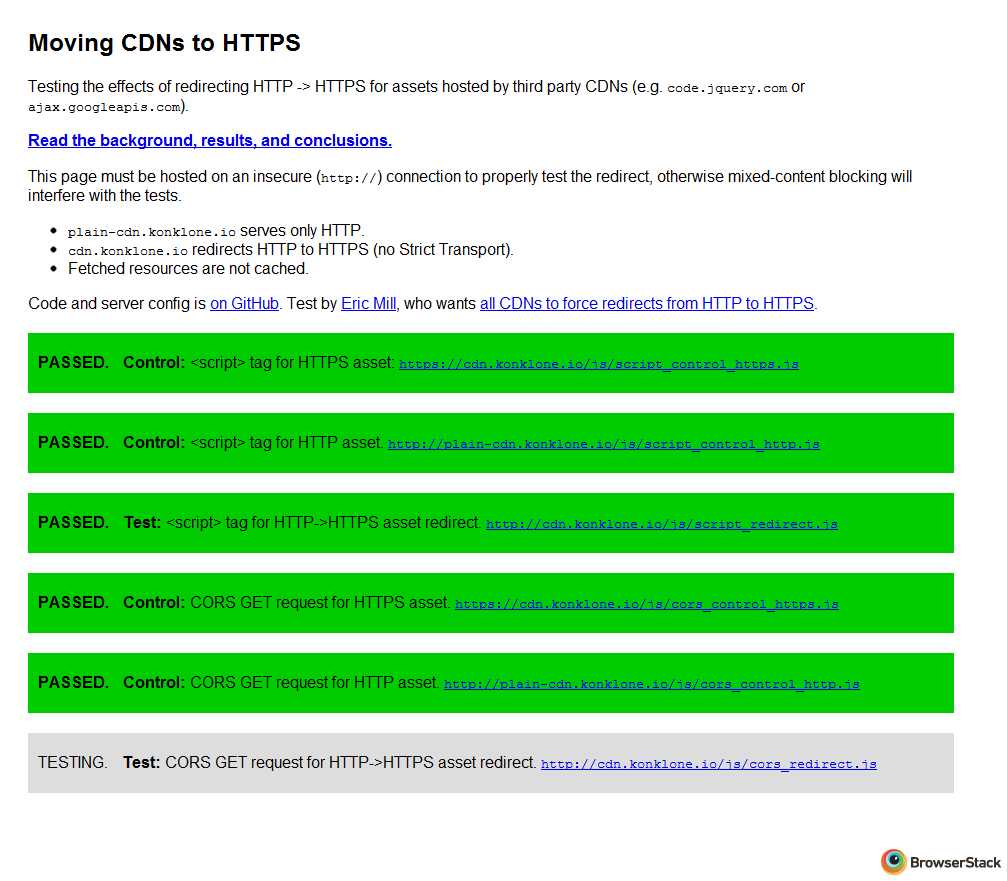 Moving CDNs to HTTPS
Testing the effects of redirecting HTTP -> HTTPS for assets hosted by third party CDNs (e.g. code.jquery.com or
ajax.googleapis.com).
Read the background, results, and conclusions.
This page must be hosted on an insecure (http://) connection to properly test the redirect, otherwise mixed-content blocking will
interfere with the tests.
• plain-cdn.konklone.io serves only HTTP.
• cdn.konklone.io redirects HTTP to HTTPS (no Strict Transport).
• Fetched resources are not cached.
Code and server config is on GitHub. Test by Eric Mill, who wants all CDNs to force redirects from HTTP to HTTPS.
PASSED. Control: <script> tag for HTTPS asset: https://cdn.konklone.io/js/script_control_https.js
PASSED. Control: <script> tag for HTTP asset. http://plain-cdn.konklone.io/js/script_control_http.js
PASSED. Test: <script> tag for HTTP->HTTPS asset redirect. http://cdn.konklone.io/js/script_redirect.js
PASSED. Control: CORS GET request for HTTPS asset. https://cdn.konklone.io/js/cors_control_https.js
PASSED. Control: CORS GET request for HTTP asset. http://plain-cdn.konklone.io/js/cors_control_http.js
TESTING. Test: CORS GET request for HTTP->HTTPS asset redirect. http://cdn.konklone.io/js/cors_redirect.js
BrowserStack